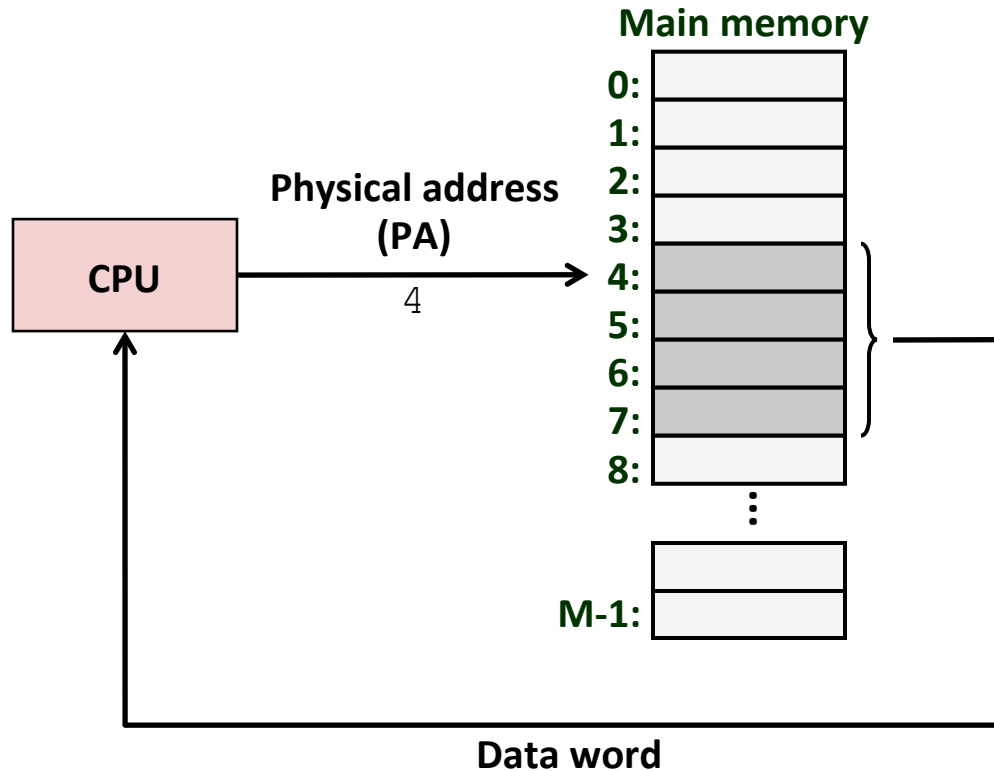 Main memory
0:
1:
2:
3:
4:
5:
6:
7:
8:
M-1:
Physical address
(PA)
4
CPU
Data word